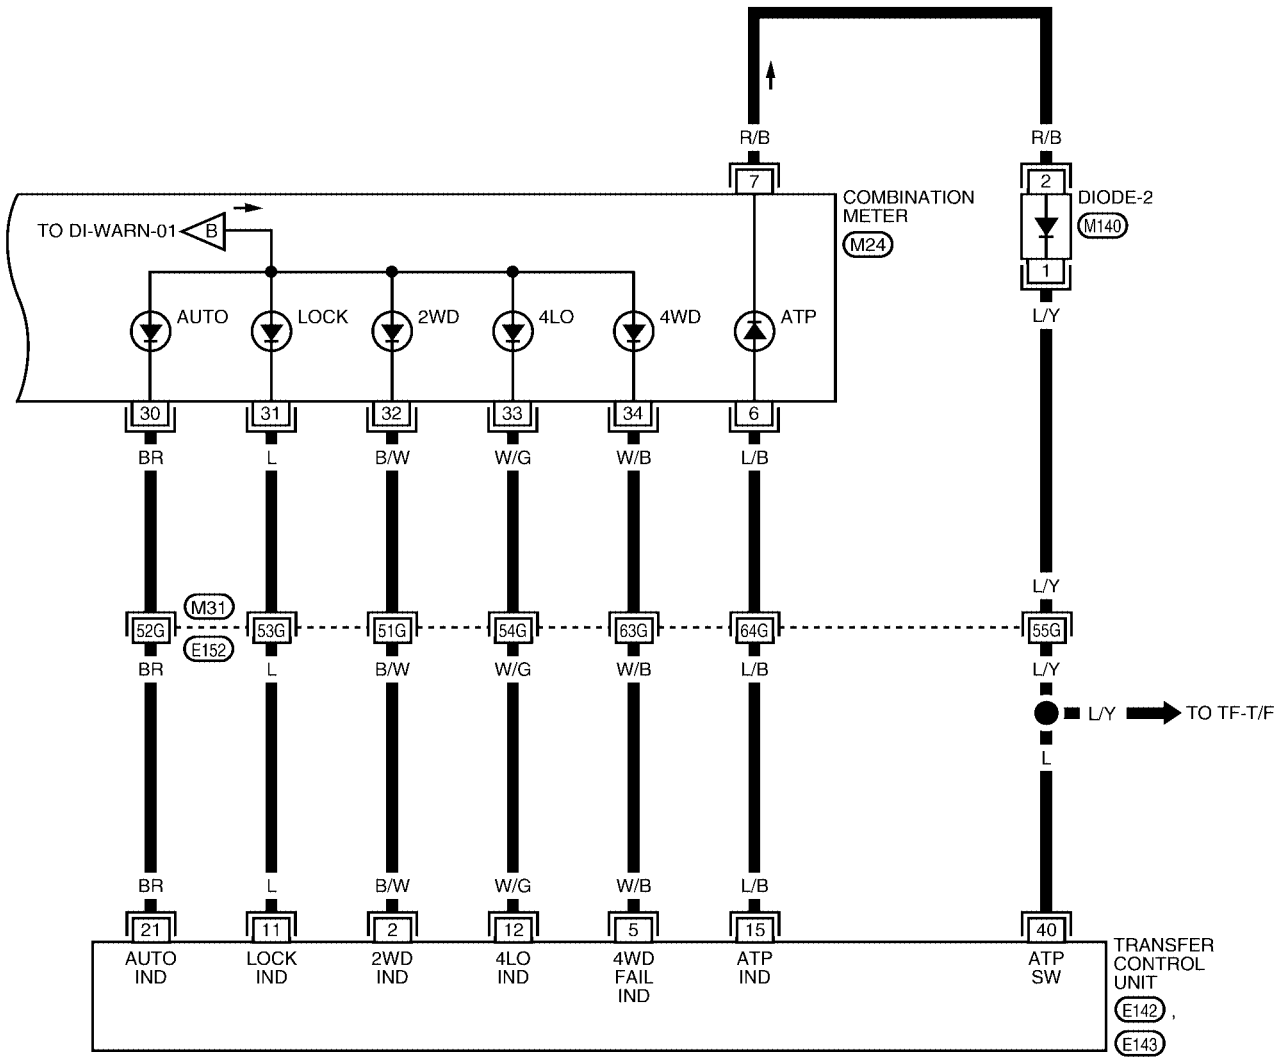 R/B R/B
7 2
COMBINATION
METER
M24
DIODE-2
M140
TO DI-WARN-01 B
1
AUTO LOCK 2WD 4LO 4WD ATP
L/Y
30 31 32 33 34 6
BR L B/W W/G W/B L/B
L/Y
M31
52G 53G 51G 54G 63G 64G 55G
E152
BR L B/W W/G W/B L/B L/Y
L/Y TO TF-T/F
L
BR L B/W W/G W/B L/B
21 11 2 12 5 15 40
AUTO
IND
LOCK
IND
2WD
IND
4LO
IND
4WD
FAIL
IND
ATP
IND
ATP
SW
TRANSFER
CONTROL
UNIT
E142 ,
E143